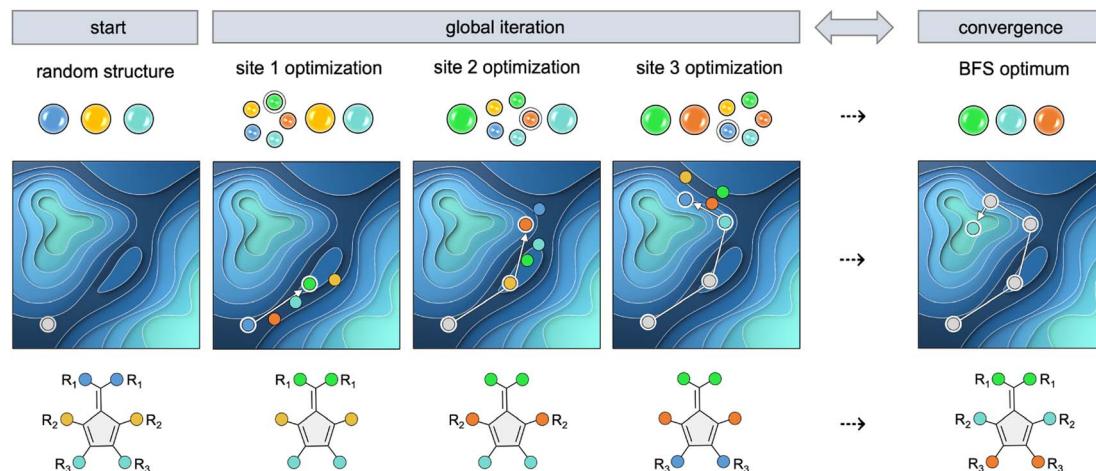 start
global iteration
convergence
random structure
site 1 optimization
site 2 optimization
site 3 optimization
BFS optimum
R₁ R₁
R₂ R₂
R₃ R₃
R₁ R₁
R₂ R₂
R₃ R₃
R₁ R₁
R₂ R₂
R₃ R₃